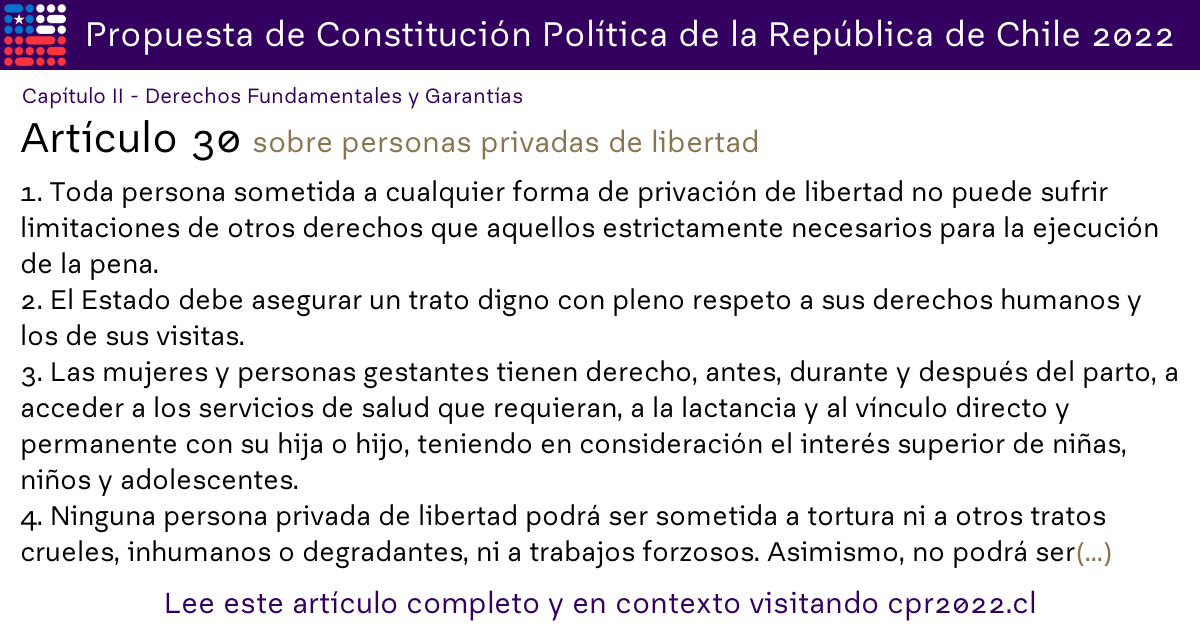 Propuesta de Constitución Política de la República de Chile 2022
Capítulo II - Derechos Fundamentales y Garantías
Artículo 30 sobre personas privadas de libertad
1. Toda persona sometida a cualquier forma de privación de libertad no puede sufrir
limitaciones de otros derechos que aquellos estrictamente necesarios para la ejecución
de la pena.
2. El Estado debe asegurar un trato digno con pleno respeto a sus derechos humanos y
los de sus visitas.
3. Las mujeres y personas gestantes tienen derecho, antes, durante y después del parto, a
acceder a los servicios de salud que requieran, a la lactancia y al vínculo directo y
permanente con su hija o hijo, teniendo en consideración el interés superior de niñas,
niños y adolescentes.
4. Ninguna persona privada de libertad podrá ser sometida a tortura ni a otros tratos
crueles, inhumanos o degradantes, ni a trabajos forzosos. Asimismo, no podrá ser(...)
Lee este artículo completo y en contexto visitando cpr2022.cl